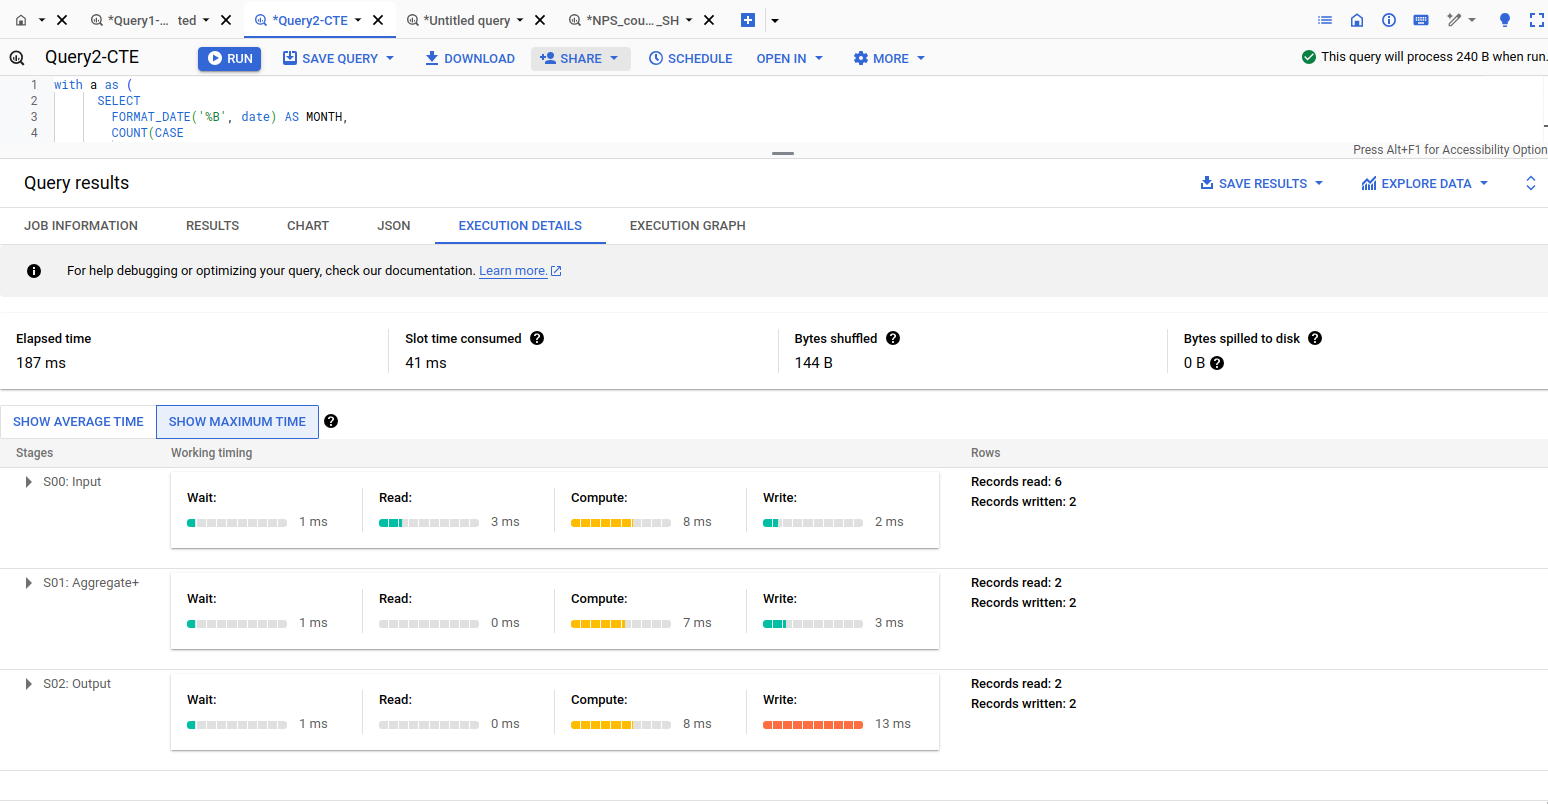 *Query1-... ted *Query2-CTE *Untitled query *NPS_cou..._SH
Query2-CTE RUN SAVE QUERY DOWNLOAD SHARE SCHEDULE OPEN IN MORE This query will process 240 B when run.
1 with a as (
2 SELECT
3 FORMAT_DATE('%B', date) AS MONTH,
4 COUNT(CASE
Press Alt+F1 for Accessibility Option
Query results SAVE RESULTS EXPLORE DATA
JOB INFORMATION RESULTS CHART JSON EXECUTION DETAILS EXECUTION GRAPH
For help debugging or optimizing your query, check our documentation. Learn more.
Elapsed time Slot time consumed Bytes shuffled Bytes spilled to disk
187 ms 41 ms 144 B 0 B
SHOW AVERAGE TIME SHOW MAXIMUM TIME
Stages Working timing Rows
S00: Input
Wait: Read: Compute: Write:
1 ms 3 ms 8 ms 2 ms
Records read: 6
Records written: 2
S01: Aggregate+
Wait: Read: Compute: Write:
1 ms 0 ms 7 ms 3 ms
Records read: 2
Records written: 2
S02: Output
Wait: Read: Compute: Write:
1 ms 0 ms 8 ms 13 ms
Records read: 2
Records written: 2